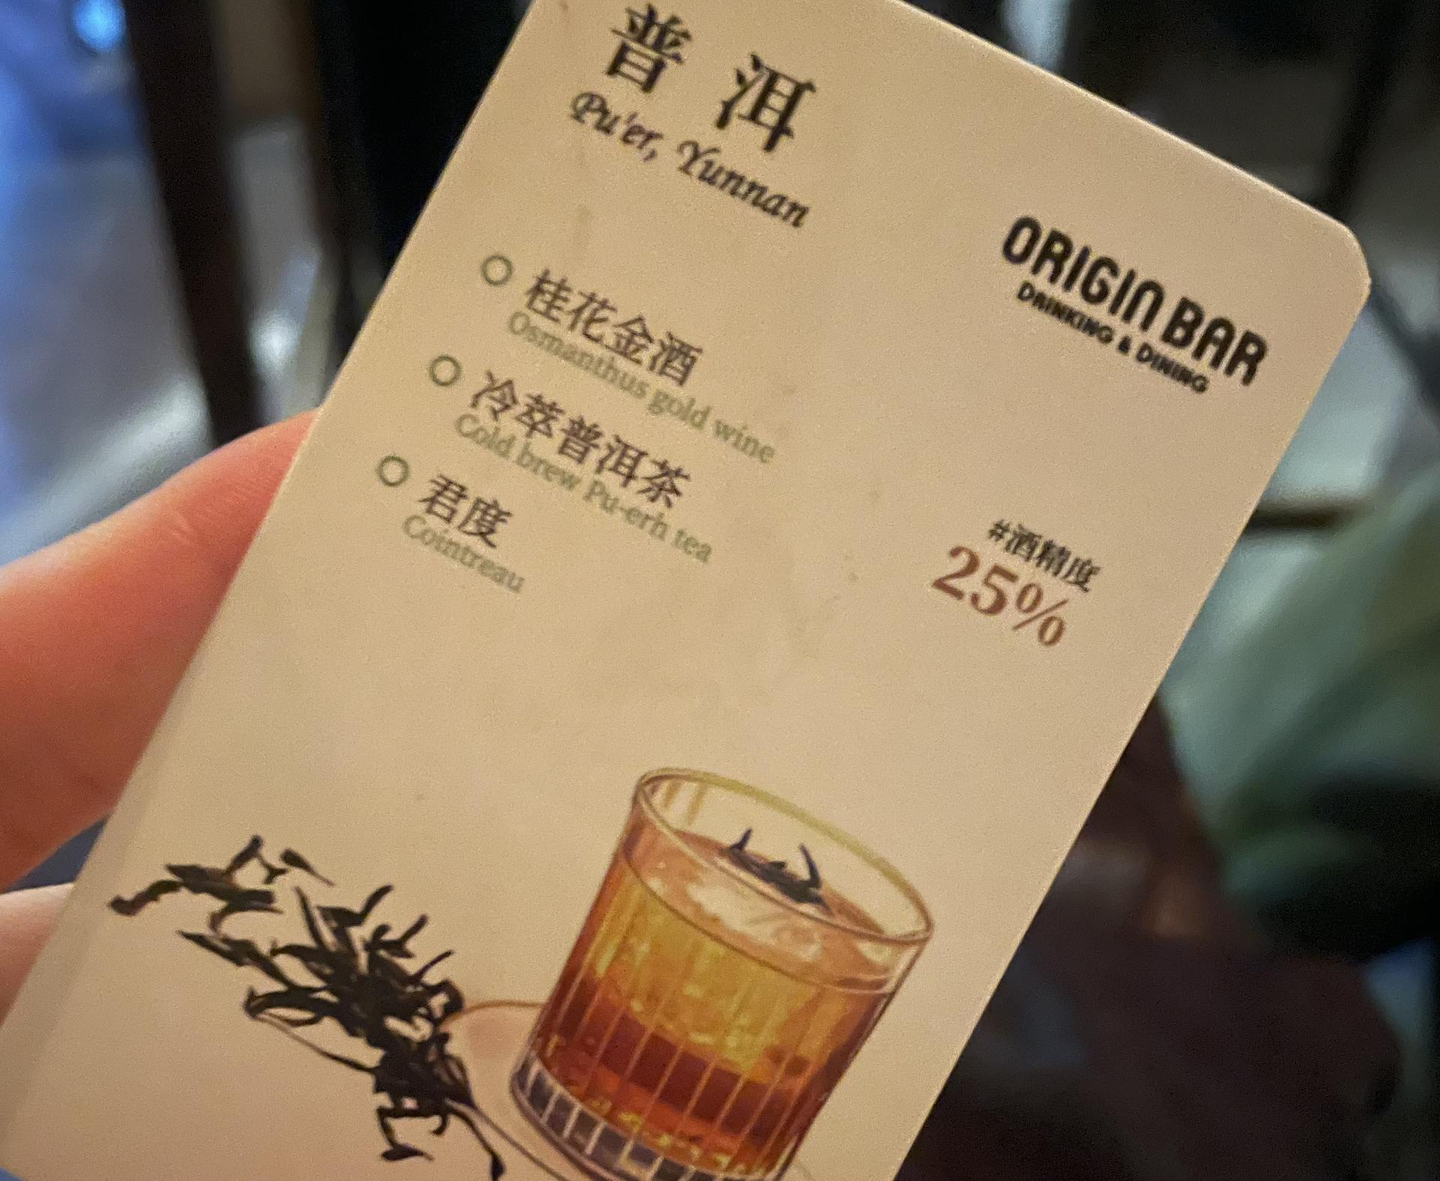 普洱
Pu'er, Yunnan
ORIGIN BAR
DRINKING & DINING
桂花金酒
Osmanthus gold wine
冷萃普洱茶
Cold brew Pu-erh tea
君度
Cointreau
#酒精度
25%